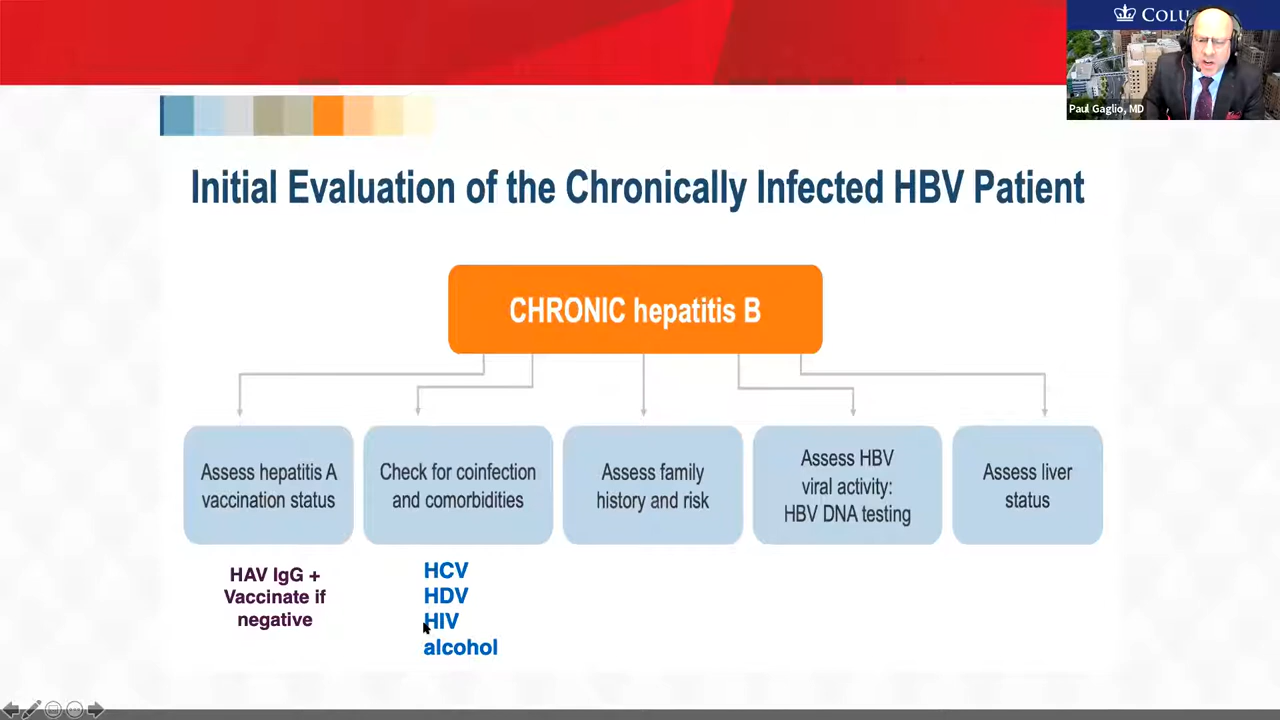 Paul Gaglio, MD
Initial Evaluation of the Chronically Infected HBV Patient
CHRONIC hepatitis B
Assess hepatitis A
vaccination status
Check for coinfection
and comorbidities
Assess family
history and risk
Assess HBV
viral activity:
HBV DNA testing
Assess liver
status
HAV IgG +
Vaccinate if
negative
HCV
HDV
HIV
alcohol